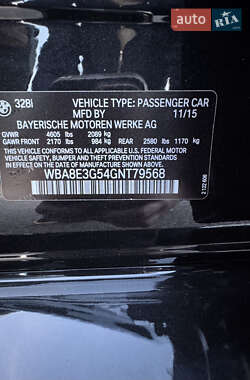 AUTO RIA
.com
328i VEHICLE TYPE: PASSENGER CAR
MFD BY 11/15
BAYERISCHE MOTOREN WERKE AG
GVWR 4605 lbs 2089 kg
GAWR FRONT 2170 lbs 984 kg REAR 2580 lbs 1170 kg
WBA8E3G54GNT79568
THIS VEHICLE CONFORMS TO ALL APPLICABLE FEDERAL
MOTOR VEHICLE SAFETY, BUMPER, AND THEFT
PREVENTION STANDARDS IN EFFECT ON THE
DATE OF MANUFACTURE SHOWN ABOVE.